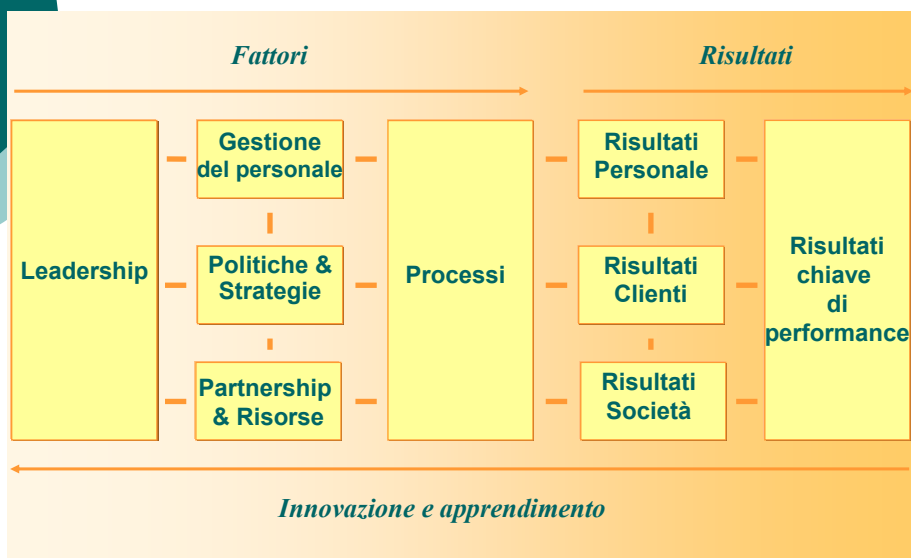 Fattori
Risultati
Leadership
Gestione
del personale
Politiche &
Strategie
Partnership
& Risorse
Processi
Risultati
Personale
Risultati
Clienti
Risultati
Società
Risultati
chiave
di
performance
Innovazione e apprendimento